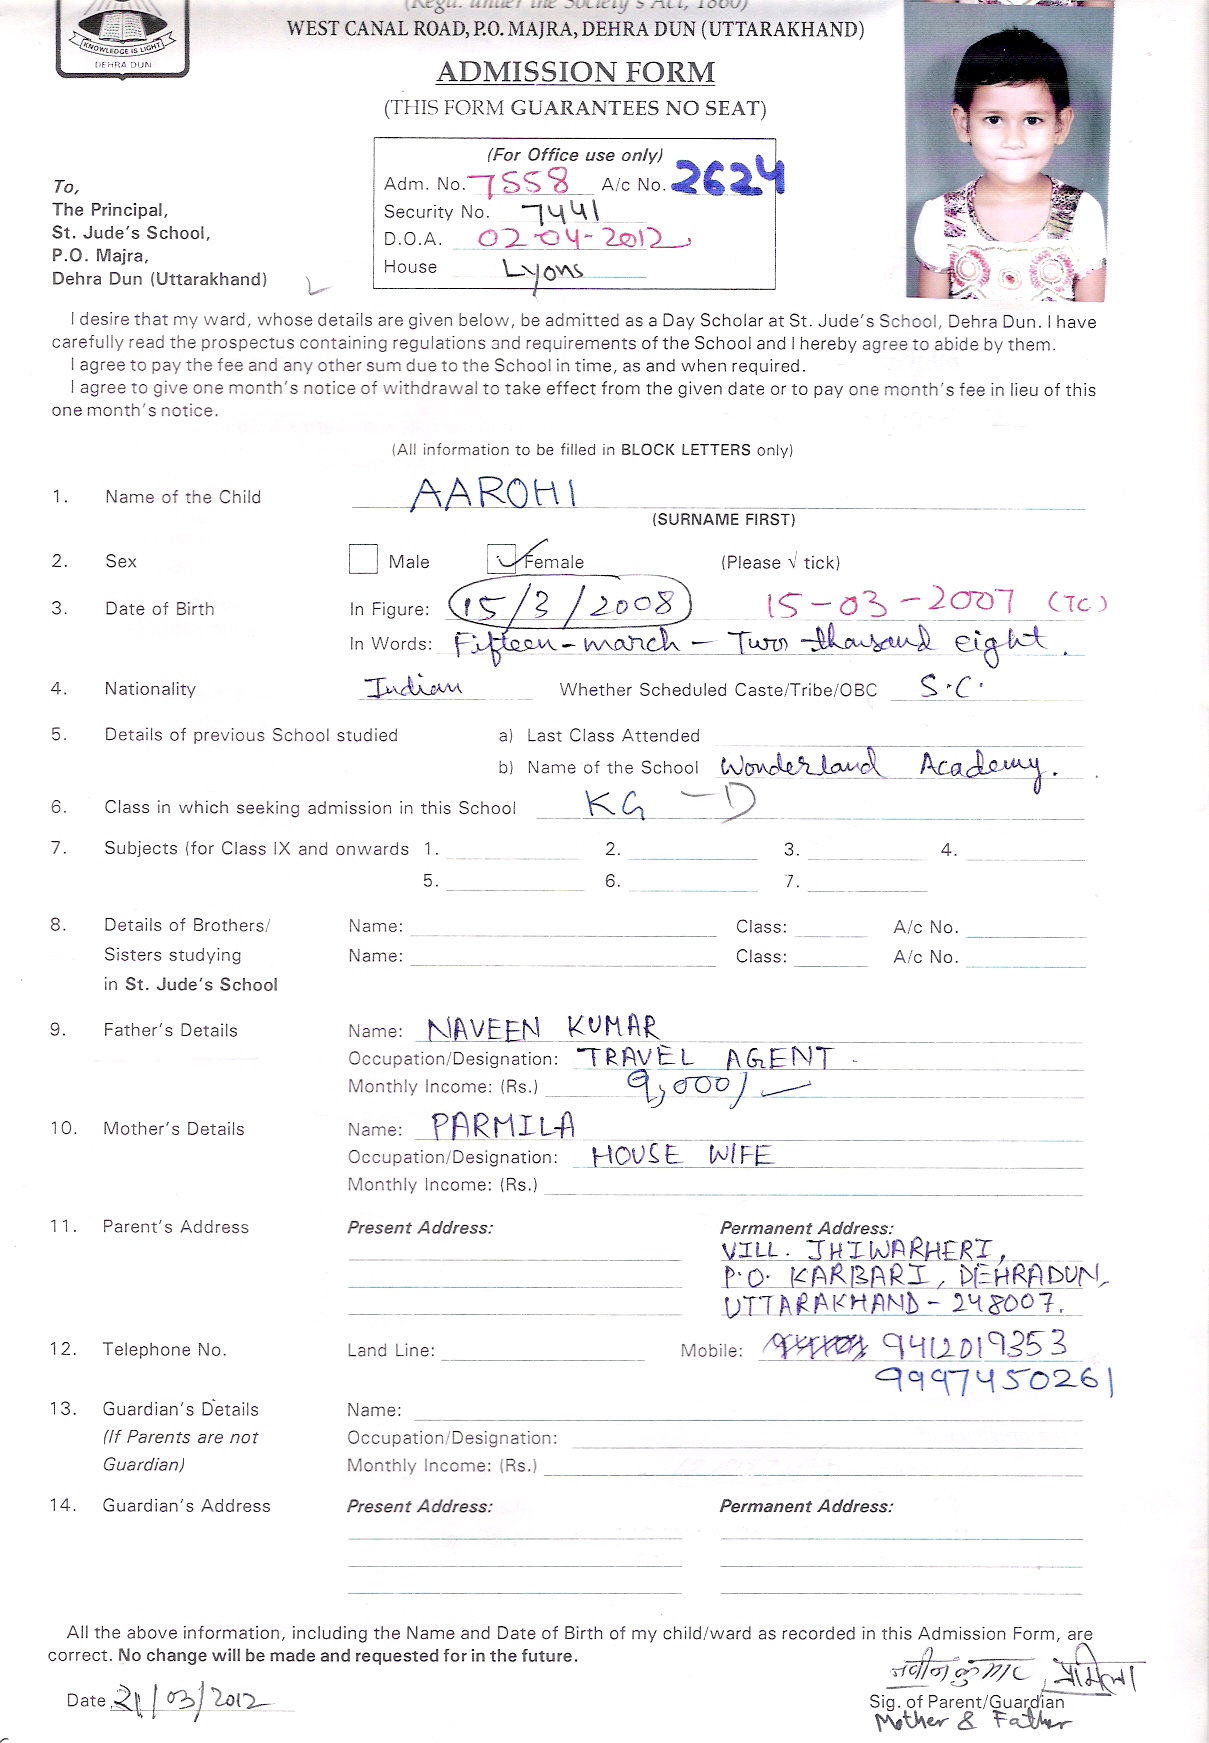 (Regd. under the Society's Act, 1860)
WEST CANAL ROAD, P.O. MAJRA, DEHRA DUN (UTTARAKHAND)
KNOWLEDGE IS LIGHT
DEHRA DUN
ADMISSION FORM
(THIS FORM GUARANTEES NO SEAT)
(For Office use only)
Adm. No. 7558 A/c No. 2624
Security No. 7441
D.O.A. 02-04-2012
House Lyons
To,
The Principal,
St. Jude's School,
P.O. Majra,
Dehra Dun (Uttarakhand)
I desire that my ward, whose details are given below, be admitted as a Day Scholar at St. Jude's School, Dehra Dun. I have
carefully read the prospectus containing regulations and requirements of the School and I hereby agree to abide by them.
I agree to pay the fee and any other sum due to the School in time, as and when required.
I agree to give one month's notice of withdrawal to take effect from the given date or to pay one month's fee in lieu of this
one month's notice.
(All information to be filled in BLOCK LETTERS only)
1. Name of the Child AAROHI
(SURNAME FIRST)
2. Sex Male Female (Please √ tick)
3. Date of Birth In Figure: 15/3/2008 15-03-2007 (TC)
In Words: Fifteen-march-Two thousand eight.
4. Nationality Indian Whether Scheduled Caste/Tribe/OBC S.C.
5. Details of previous School studied a) Last Class Attended
b) Name of the School Wonderland Academy.
6. Class in which seeking admission in this School KG - D
7. Subjects (for Class IX and onwards 1. 2. 3. 4.
5. 6. 7.
8. Details of Brothers/ Name: Class: A/c No.
Sisters studying Name: Class: A/c No.
in St. Jude's School
9. Father's Details Name: NAVEEN KUMAR
Occupation/Designation: TRAVEL AGENT
Monthly Income: (Rs.) 9,000/-
10. Mother's Details Name: PARMILA
Occupation/Designation: HOUSE WIFE
Monthly Income: (Rs.)
11. Parent's Address Present Address: Permanent Address:
VILL. JHIWARHERI,
P.O. KARBARI, DEHRADUN,
UTTARAKHAND - 248007.
12. Telephone No. Land Line: Mobile: 9412019353
9997450261
13. Guardian's Details Name:
(If Parents are not Occupation/Designation:
Guardian) Monthly Income: (Rs.)
14. Guardian's Address Present Address: Permanent Address:
All the above information, including the Name and Date of Birth of my child/ward as recorded in this Admission Form, are
correct. No change will be made and requested for in the future.
नवीन कुमार, प्रमिला
Date 21/03/2012 Sig. of Parent/Guardian
Mother & Father